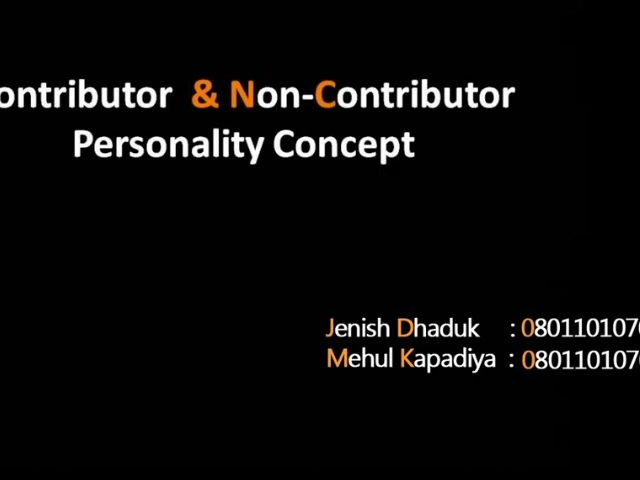 ontributor & Non-Contributor
Personality Concept
Jenish Dhaduk : 080110107
Mehul Kapadiya : 080110107